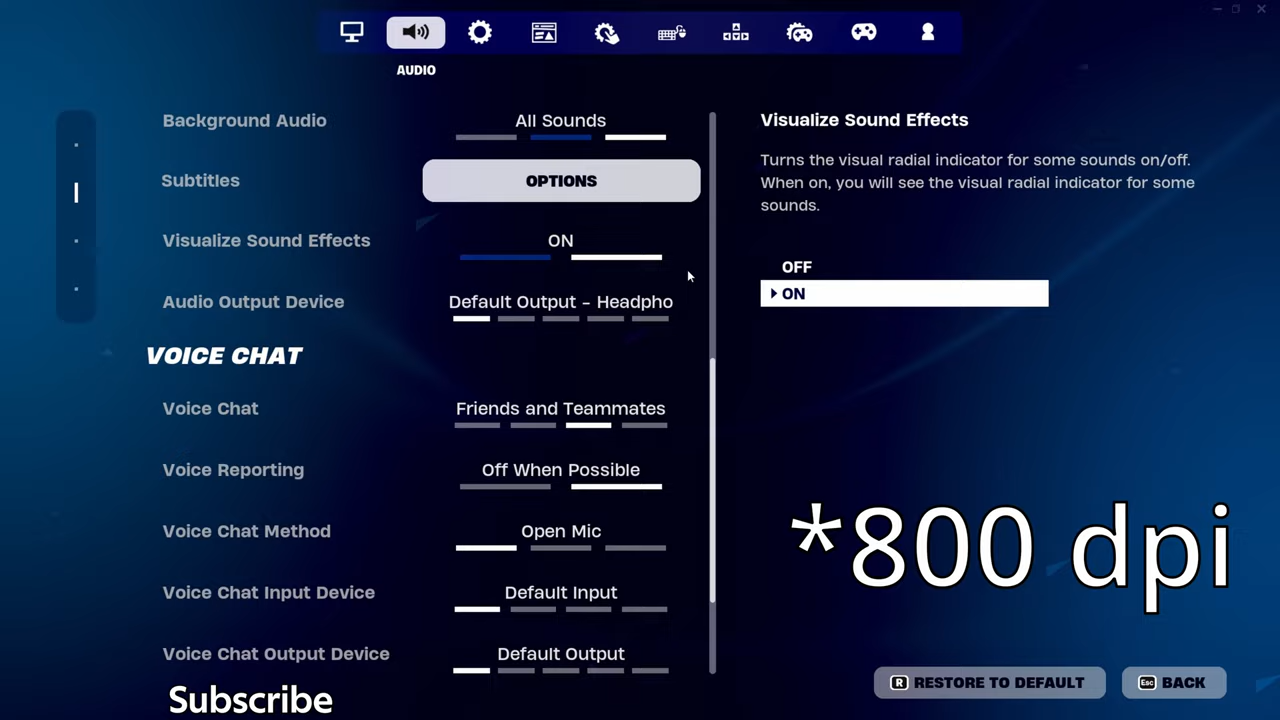 AUDIO
Background Audio All Sounds
Subtitles OPTIONS
Visualize Sound Effects ON
Audio Output Device Default Output - Headpho
VOICE CHAT
Voice Chat Friends and Teammates
Voice Reporting Off When Possible
Voice Chat Method Open Mic
Voice Chat Input Device Default Input
Voice Chat Output Device Default Output
Subscribe
Visualize Sound Effects
Turns the visual radial indicator for some sounds on/off.
When on, you will see the visual radial indicator for some
sounds.
OFF
ON
*800 dpi
R RESTORE TO DEFAULT
Esc BACK